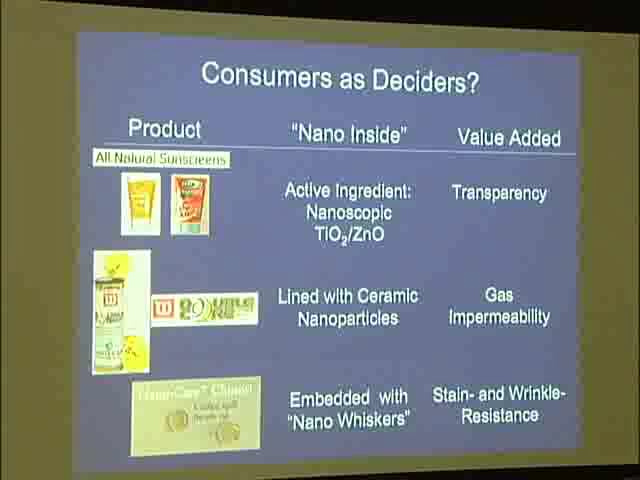 Consumers as Deciders?
Product
"Nano Inside"
Value Added
All Natural Sunscreens
Active Ingredient:
Nanoscopic
TiO2/ZnO
Transparency
Lined with Ceramic
Nanoparticles
Gas
Impermeability
Embedded with
"Nano Whiskers"
Stain- and Wrinkle-
Resistance